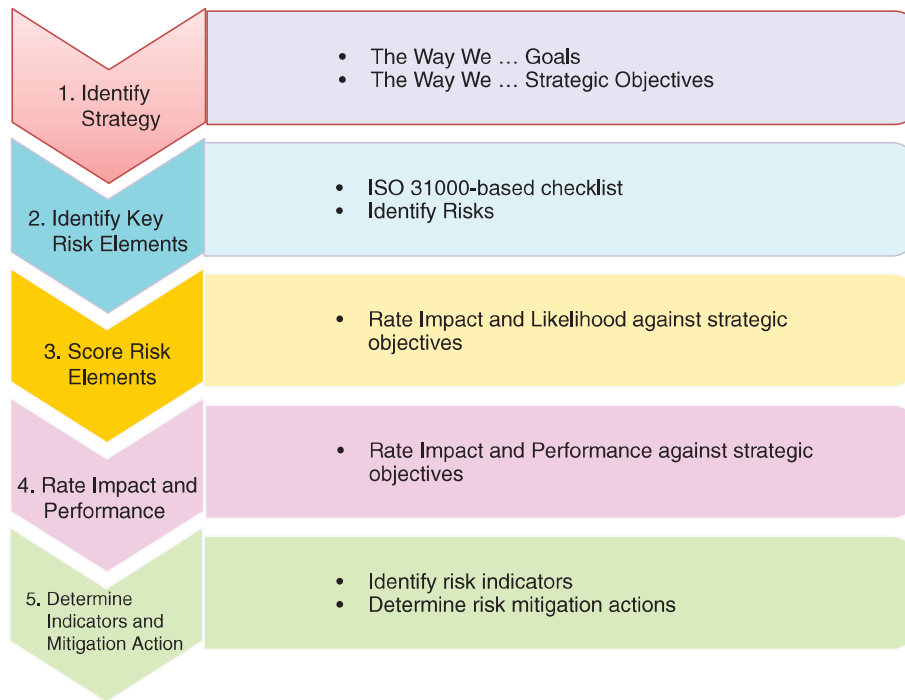 1. Identify
Strategy
• The Way We … Goals
• The Way We … Strategic Objectives
2. Identify Key
Risk Elements
• ISO 31000-based checklist
• Identify Risks
3. Score Risk
Elements
• Rate Impact and Likelihood against strategic
objectives
4. Rate Impact and
Performance
• Rate Impact and Performance against strategic
objectives
5. Determine
Indicators and
Mitigation Action
• Identify risk indicators
• Determine risk mitigation actions